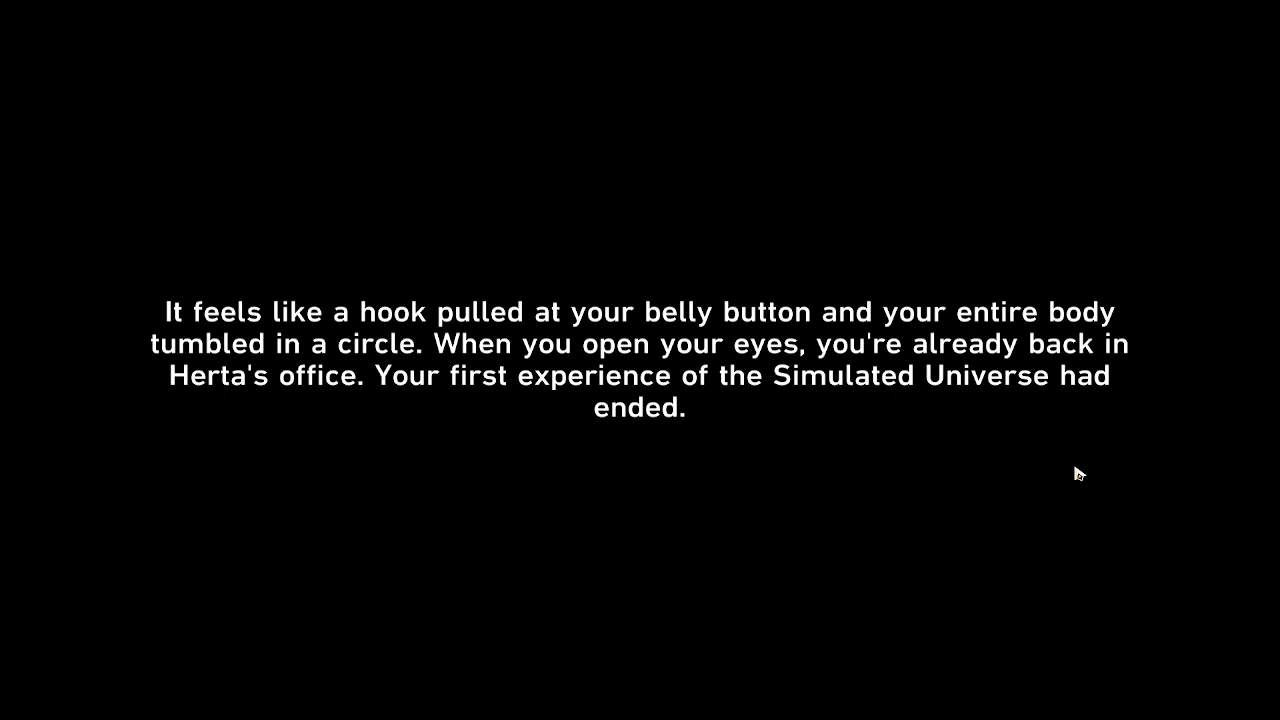 It feels like a hook pulled at your belly button and your entire body
tumbled in a circle. When you open your eyes, you're already back in
Herta's office. Your first experience of the Simulated Universe had
ended.